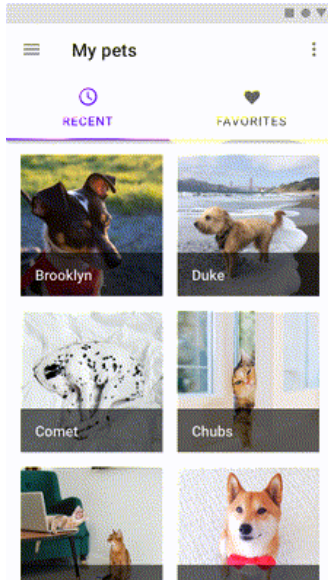 My pets
RECENT
FAVORITES
Brooklyn
Duke
Comet
Chubs